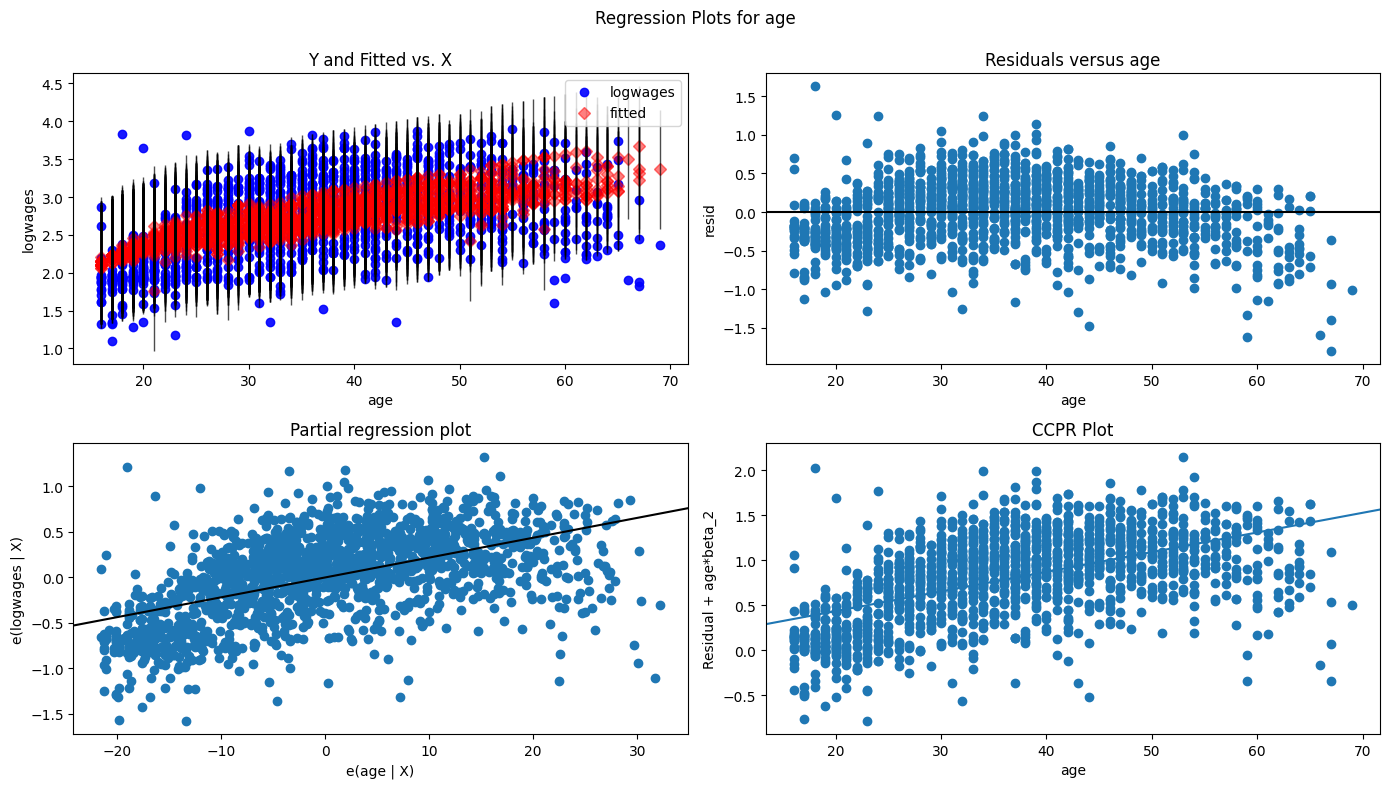 Regression Plots for age
Y and Fitted vs. X
logwages
fitted
4.5
4.0
3.5
3.0
2.5
2.0
1.5
1.0
logwages
20 30 40 50 60 70
age
Residuals versus age
1.5
1.0
0.5
0.0
−0.5
−1.0
−1.5
resid
20 30 40 50 60 70
age
Partial regression plot
1.0
0.5
0.0
−0.5
−1.0
−1.5
e(logwages | X)
−20 −10 0 10 20 30
e(age | X)
CCPR Plot
2.0
1.5
1.0
0.5
0.0
−0.5
Residual + age*beta_2
20 30 40 50 60 70
age